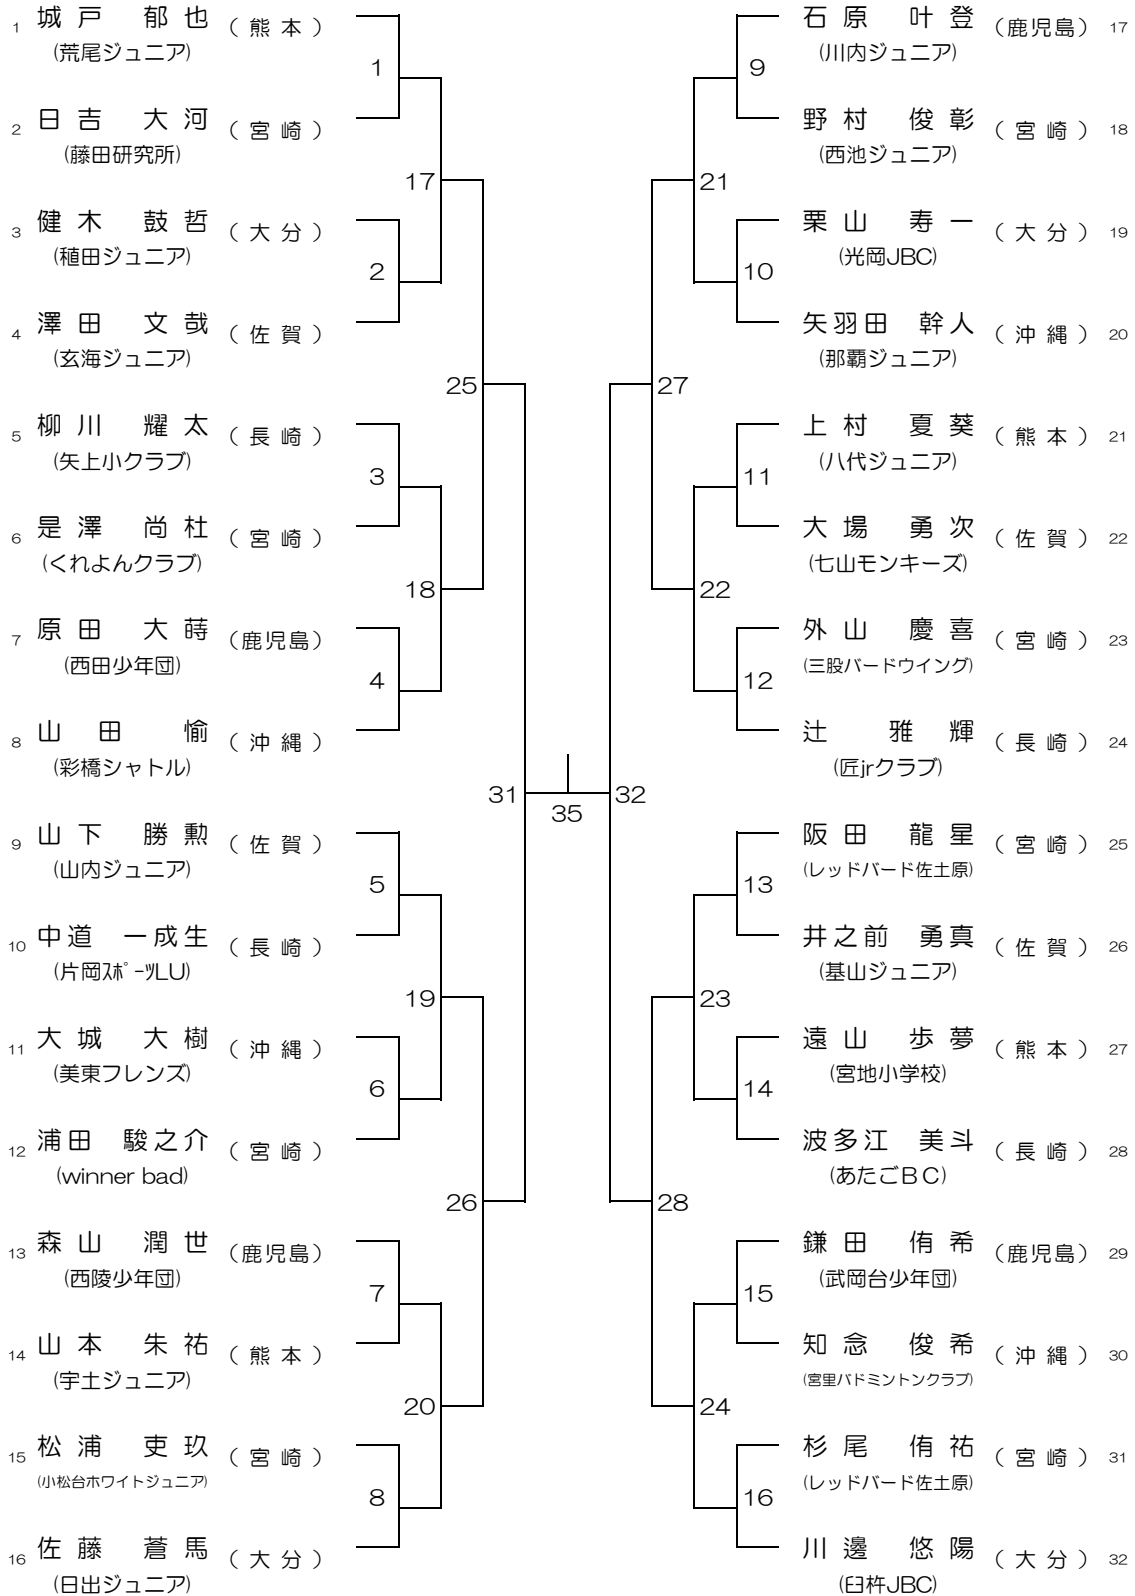 1 城戸 郁也 (熊本)
(荒尾ジュニア)
1
2 日吉 大河 (宮崎)
(藤田研究所)
17
3 健木 鼓哲 (大分)
(稙田ジュニア)
2
4 澤田 文哉 (佐賀)
(玄海ジュニア)
25
5 柳川 耀太 (長崎)
(矢上小クラブ)
3
6 是澤 尚杜 (宮崎)
(くれよんクラブ)
18
7 原田 大蒔 (鹿児島)
(西田少年団)
4
8 山田 愉 (沖縄)
(彩橋シャトル)
31
9 山下 勝勲 (佐賀)
(山内ジュニア)
5
10 中道 一成生 (長崎)
(片岡ｽﾎﾟｰﾂLU)
19
11 大城 大樹 (沖縄)
(美東フレンズ)
6
12 浦田 駿之介 (宮崎)
(winner bad)
26
13 森山 潤世 (鹿児島)
(西陵少年団)
7
14 山本 朱祐 (熊本)
(宇土ジュニア)
20
15 松浦 吏玖 (宮崎)
(小松台ホワイトジュニア)
8
16 佐藤 蒼馬 (大分)
(日出ジュニア)
35
石原 叶登 (鹿児島) 17
(川内ジュニア)
9
野村 俊彰 (宮崎) 18
(西池ジュニア)
21
栗山 寿一 (大分) 19
(光岡JBC)
10
矢羽田 幹人 (沖縄) 20
(那覇ジュニア)
27
上村 夏葵 (熊本) 21
(八代ジュニア)
11
大場 勇次 (佐賀) 22
(七山モンキーズ)
22
外山 慶喜 (宮崎) 23
(三股バードウイング)
12
辻 雅輝 (長崎) 24
(匠jrクラブ)
32
阪田 龍星 (宮崎) 25
(レッドバード佐土原)
13
井之前 勇真 (佐賀) 26
(基山ジュニア)
23
遠山 歩夢 (熊本) 27
(宮地小学校)
14
波多江 美斗 (長崎) 28
(あたごＢＣ)
28
鎌田 侑希 (鹿児島) 29
(武岡台少年団)
15
知念 俊希 (沖縄) 30
(宮里バドミントンクラブ)
24
杉尾 侑祐 (宮崎) 31
(レッドバード佐土原)
16
川邊 悠陽 (大分) 32
(臼杵JBC)